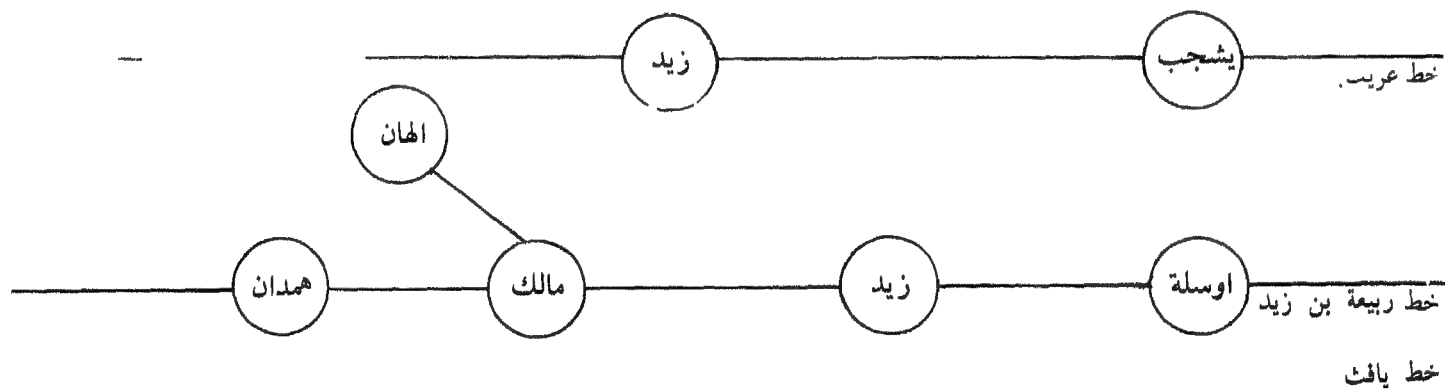 يشجب
زيد
خط عريب.
الهان
اوسلة
زيد
مالك
همدان
خط ربيعة بن زيد
خط يافث